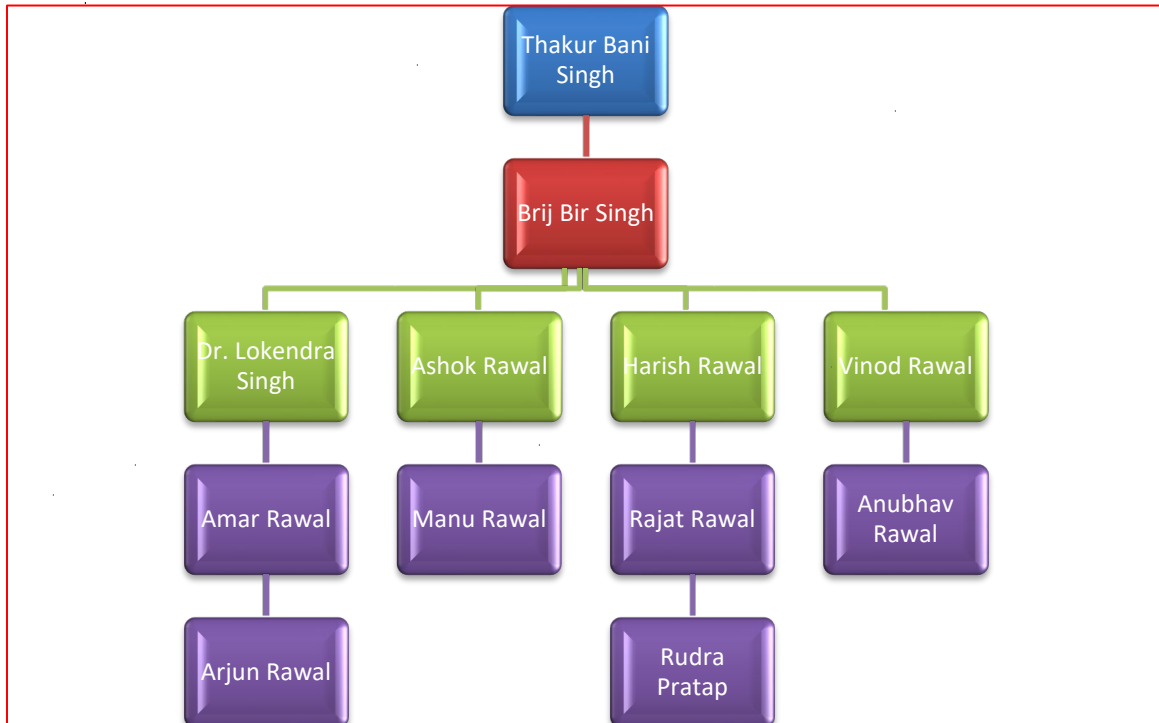 Thakur Bani
Singh
Brij Bir Singh
Dr. Lokendra
Singh
Ashok Rawal
Harish Rawal
Vinod Rawal
Amar Rawal
Manu Rawal
Rajat Rawal
Anubhav
Rawal
Arjun Rawal
Rudra
Pratap